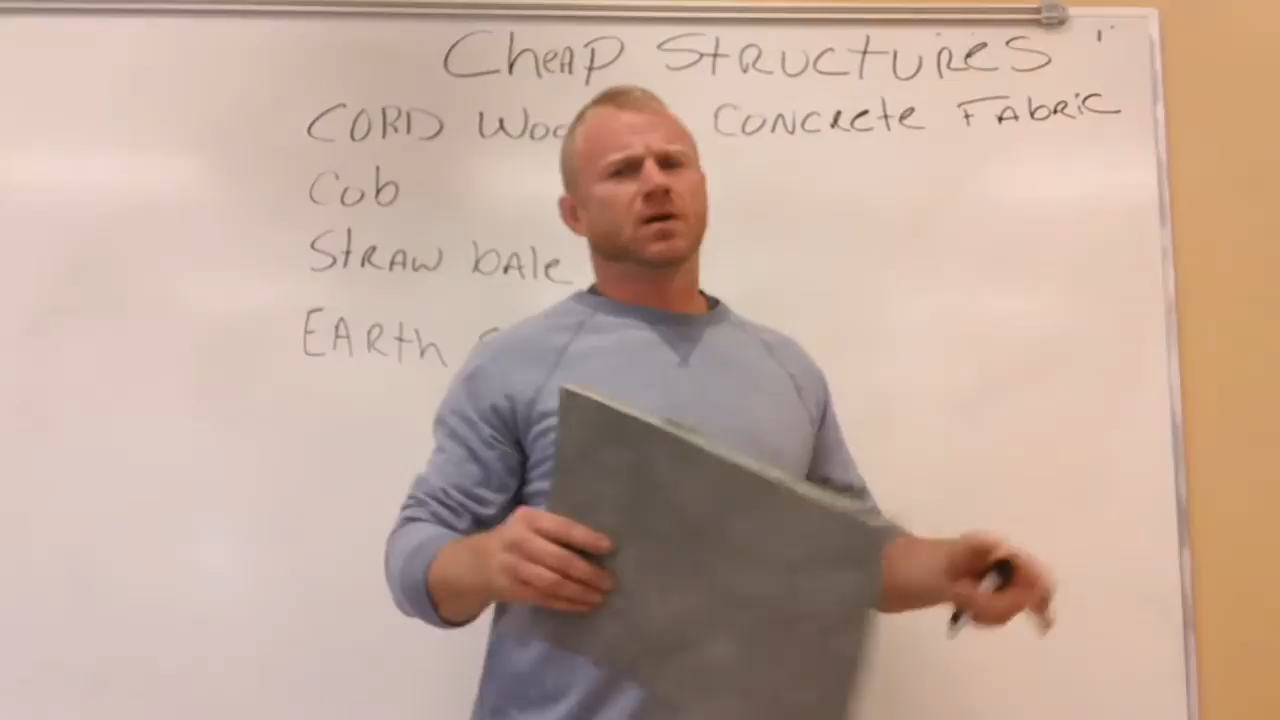 Cheap Structures
CORD Woo
Concrete Fabric
Cob
Straw bale
EARth